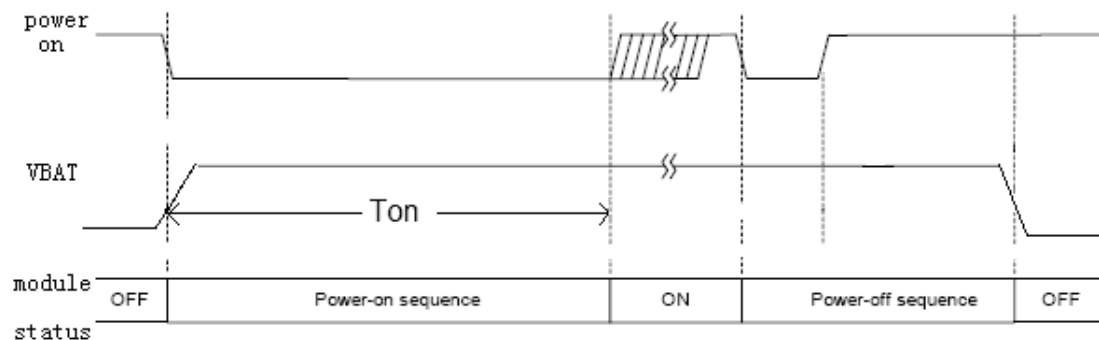 power
on
VBAT
Ton
module
OFF Power-on sequence ON Power-off sequence OFF
status